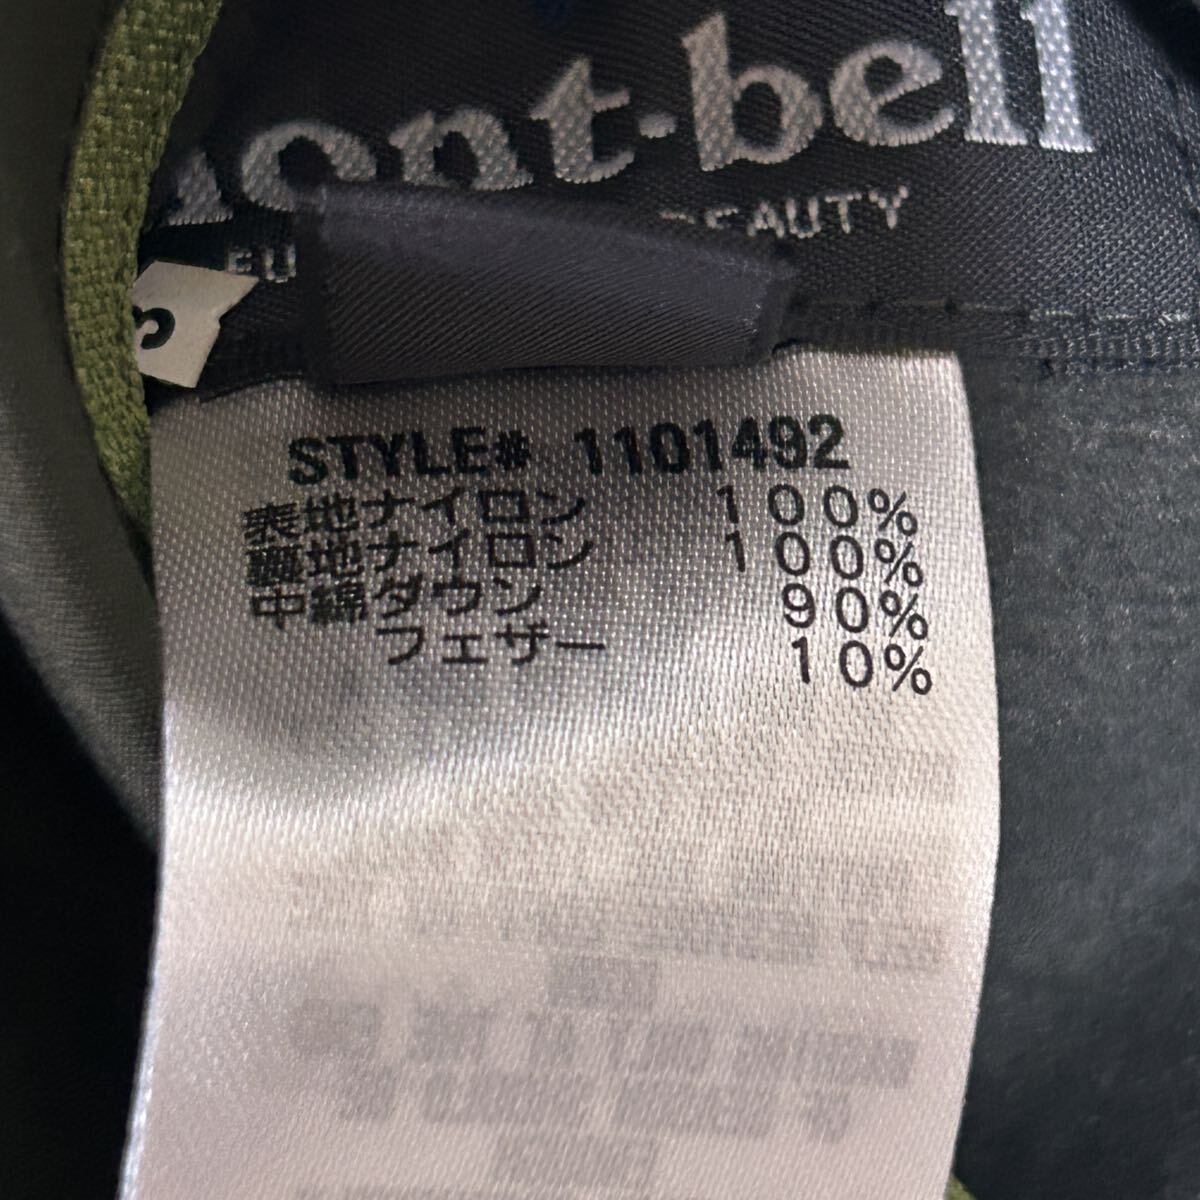 mont-bell
BEAUTY
STYLE# 1101492
表地ナイロン 100%
裏地ナイロン 100%
中綿ダウン 90%
フェザー 10%